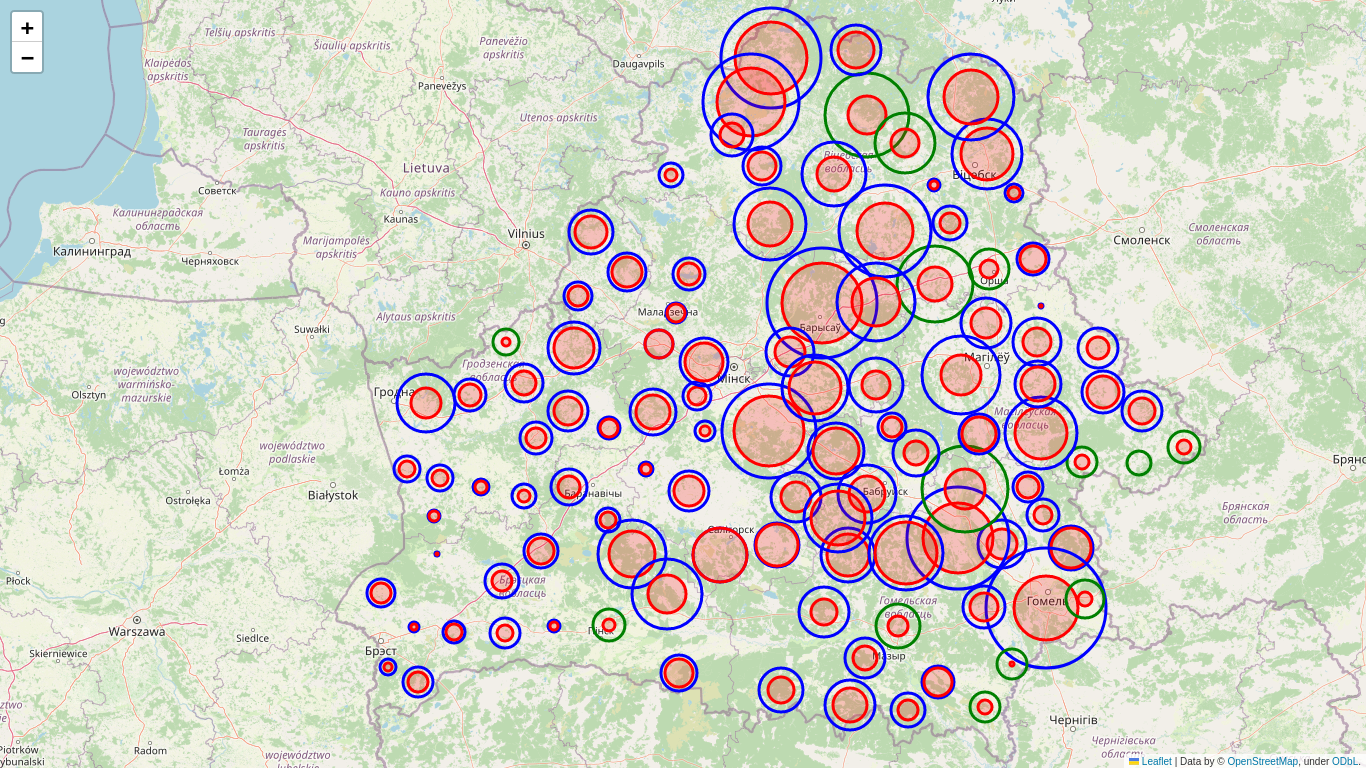 +
−
Луки
Telšių apskritis
Šiaulių apskritis
Panevėžio
apskritis
Klaipėdos
apskritis
Daugavpils
Panevėžys
Utenos apskritis
Tauragės
apskritis
Lietuva
Віцебская
вобласць
Віцебск
Советск
Kauno apskritis
Калининградская
область
Kaunas
Vilnius
Смоленск
Смоленская
область
Marijampolės
apskritis
Калининград
Черняховск
Орша
Alytaus apskritis
Маладзечна
Suwałki
Барысаў
Магілёў
Гродзенская
вобласць
Мінск
województwo
warmińsko-
mazurskie
Гродна
Olsztyn
Магілёўская
вобласць
województwo
podlaskie
Łomża
Брянс
Białystok
Баранавічы
Бабруйск
Ostrołęka
Брянская
область
Салігорск
Płock
Брэсцкая
вобласць
Гомельская
вобласць
Гомель
Warszawa
Siedlce
Пінск
Skierniewice
Брэст
Мазыр
Чернігів
Piotrków
Trybunalski
Radom
województwo
lubelskie
Чернігівська
область
Leaflet | Data by © OpenStreetMap, under ODbL.